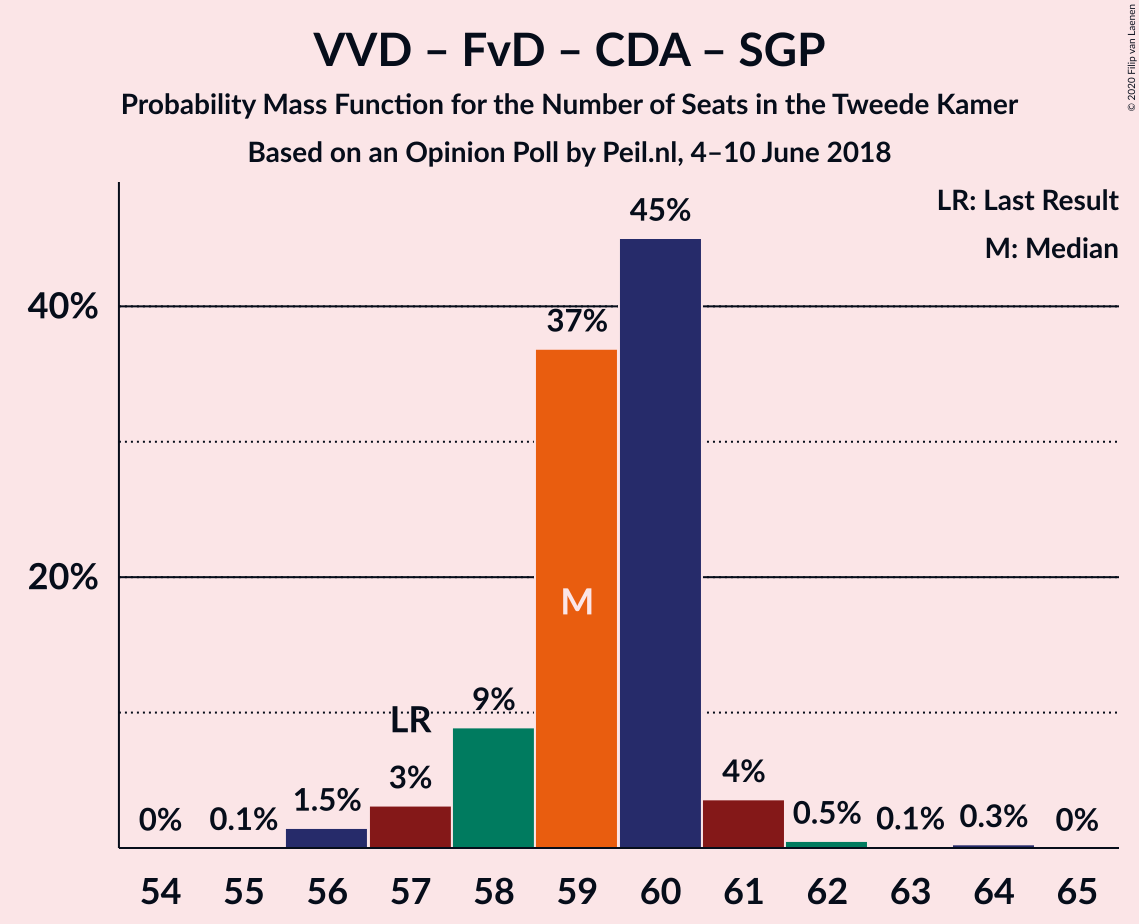 VVD – FvD – CDA – SGP
Probability Mass Function for the Number of Seats in the Tweede Kamer
Based on an Opinion Poll by Peil.nl, 4–10 June 2018
© 2020 Filip van Laenen
LR: Last Result
M: Median
45%
40%
37%
20%
M
9%
LR
3%
4%
0%
0.1%
1.5%
0.5%
0.1%
0.3%
0%
54 55 56 57 58 59 60 61 62 63 64 65